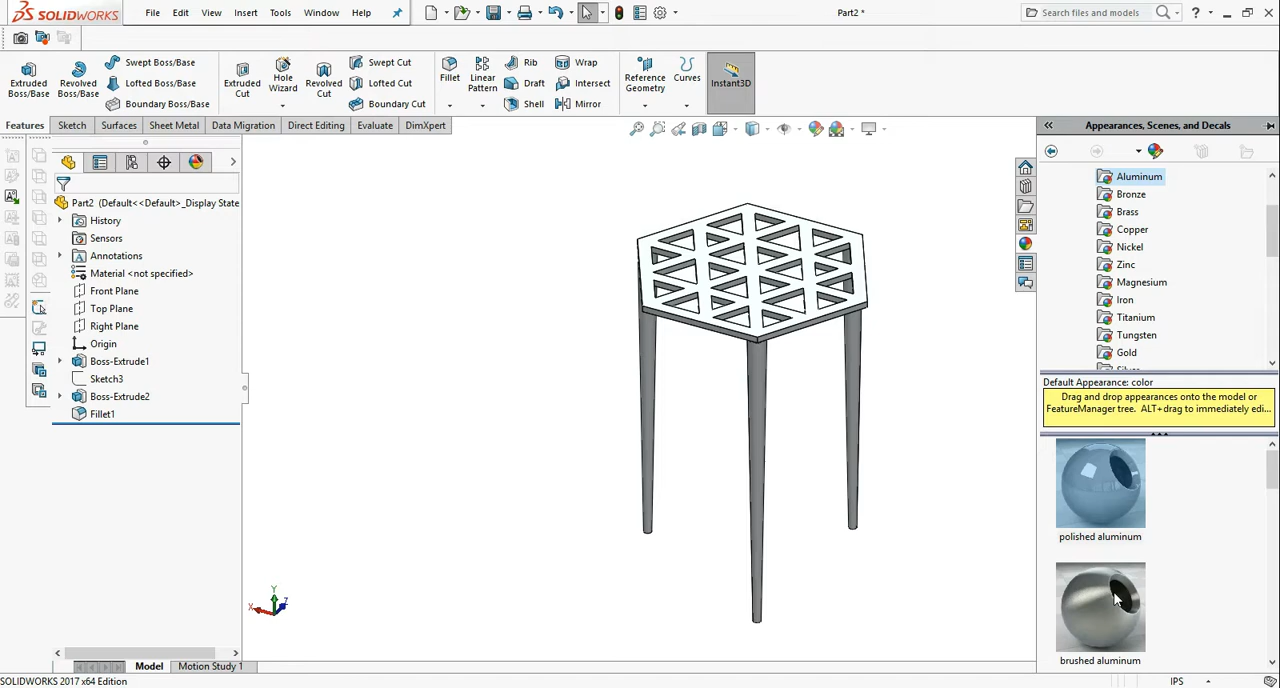 SOLIDWORKS File Edit View Insert Tools Window Help Part2 * Search files and models ?
Extruded Boss/Base Revolved Boss/Base Swept Boss/Base Lofted Boss/Base Boundary Boss/Base
Extruded Cut Hole Wizard Revolved Cut Swept Cut Lofted Cut Boundary Cut
Fillet Linear Pattern Rib Draft Shell Wrap Intersect Mirror
Reference Geometry Curves Instant3D
Features Sketch Surfaces Sheet Metal Data Migration Direct Editing Evaluate DimXpert
Part2 (Default<<Default>_Display State
History
Sensors
Annotations
Material <not specified>
Front Plane
Top Plane
Right Plane
Origin
Boss-Extrude1
Sketch3
Boss-Extrude2
Fillet1
Y
X
Z
Appearances, Scenes, and Decals
Aluminum
Bronze
Brass
Copper
Nickel
Zinc
Magnesium
Iron
Titanium
Tungsten
Gold
Silver
Default Appearance: color
Drag and drop appearances onto the model or
FeatureManager tree. ALT+drag to immediately edi...
polished aluminum
brushed aluminum
Model Motion Study 1
SOLIDWORKS 2017 x64 Edition IPS